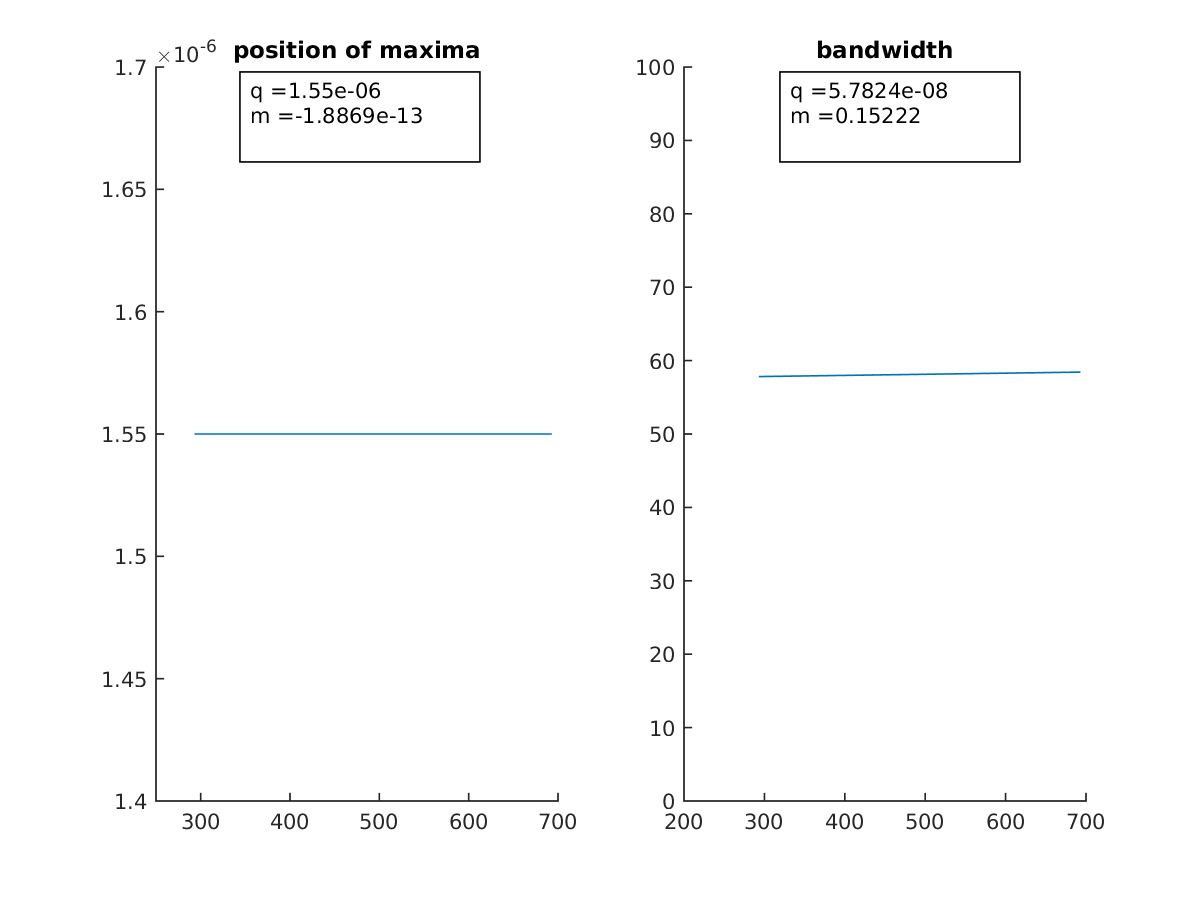 ×10-6
position of maxima
q =1.55e-06
m =-1.8869e-13
1.7
1.65
1.6
1.55
1.5
1.45
1.4
300 400 500 600 700
bandwidth
q =5.7824e-08
m =0.15222
100
90
80
70
60
50
40
30
20
10
0
200 300 400 500 600 700